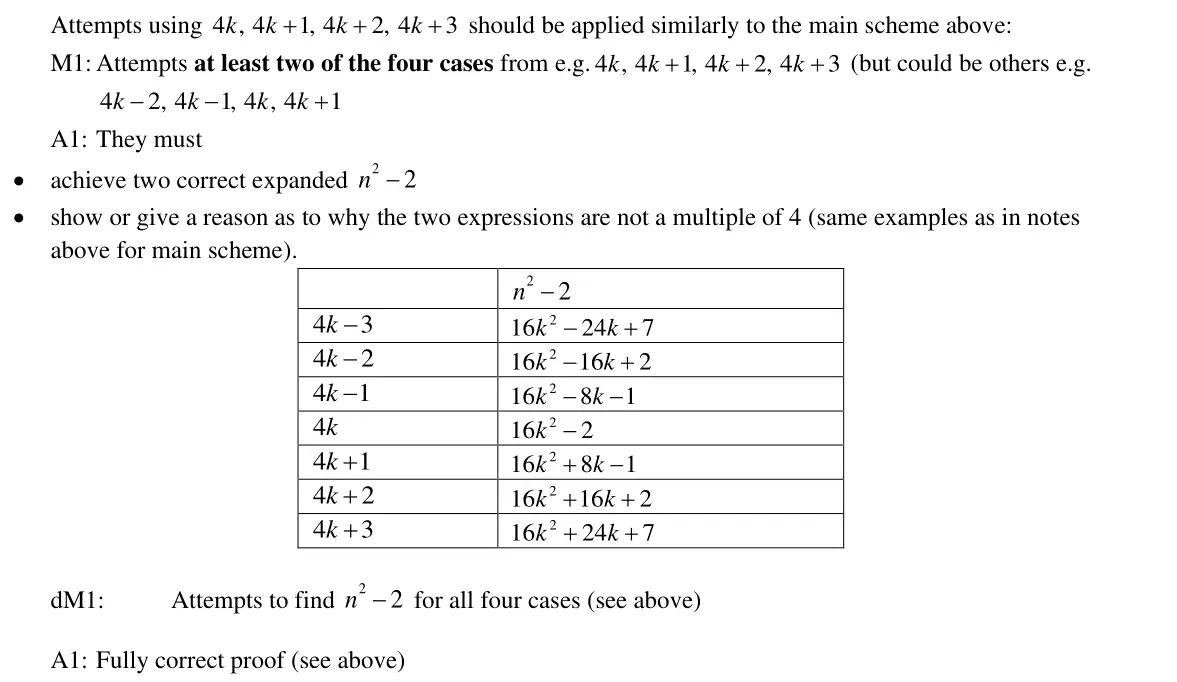 Attempts using 4k, 4k +1, 4k + 2, 4k + 3 should be applied similarly to the main scheme above:
M1: Attempts at least two of the four cases from e.g. 4k, 4k +1, 4k + 2, 4k + 3 (but could be others e.g.
4k − 2, 4k −1, 4k, 4k +1
A1: They must
• achieve two correct expanded n² − 2
• show or give a reason as to why the two expressions are not a multiple of 4 (same examples as in notes
above for main scheme).
n² − 2
4k − 3 16k² − 24k + 7
4k − 2 16k² −16k + 2
4k −1 16k² − 8k −1
4k 16k² − 2
4k +1 16k² + 8k −1
4k + 2 16k² +16k + 2
4k + 3 16k² + 24k + 7
dM1: Attempts to find n² − 2 for all four cases (see above)
A1: Fully correct proof (see above)